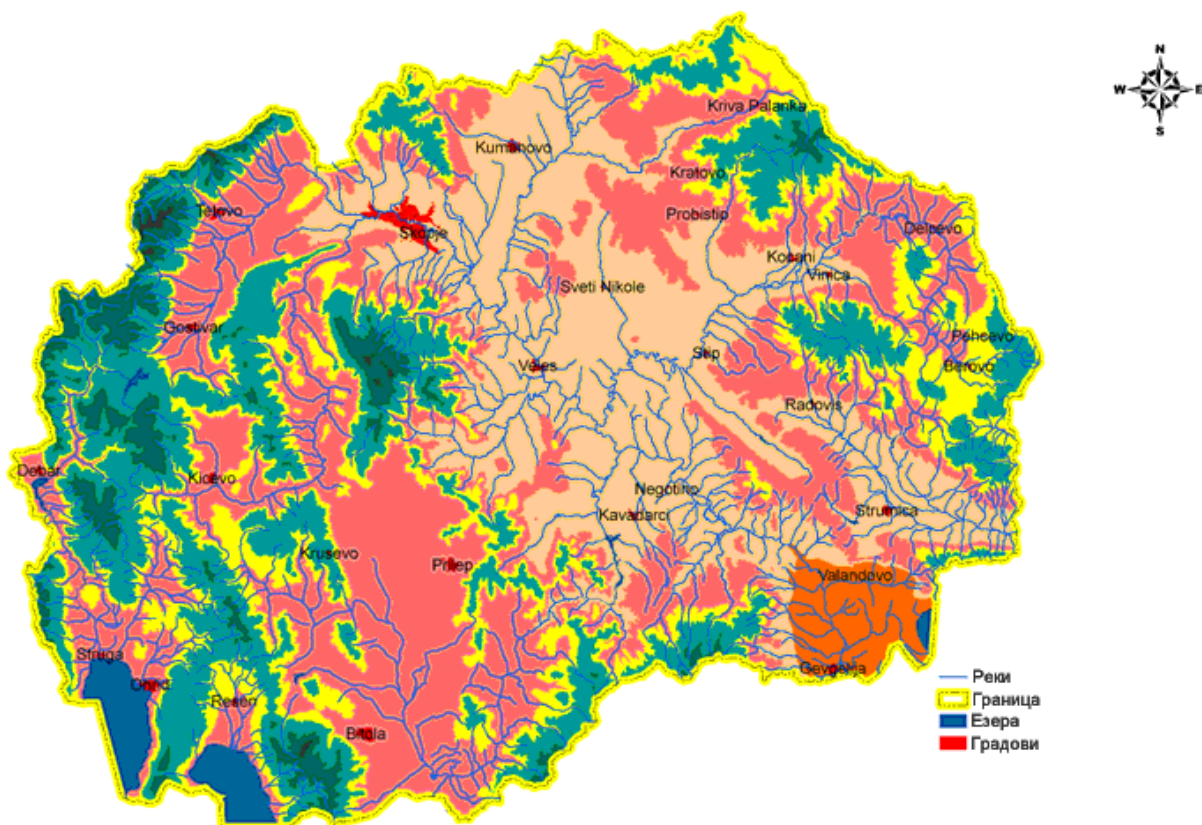 N
W E
S
Kriva Palanka
Kumanovo
Kratovo
Tetovo
Probistip
Skopje
Delcevo
Kocani
Vinica
Sveti Nikole
Gostivar
Pehcevo
Stip
Veles
Berovo
Radovis
Debar
Kicevo
Negotino
Kavadarci
Strumica
Krusevo
Prilep
Valandovo
Struga
Gevgelija
Ohrid
Resen
Bitola
Реки
Граница
Езера
Градови